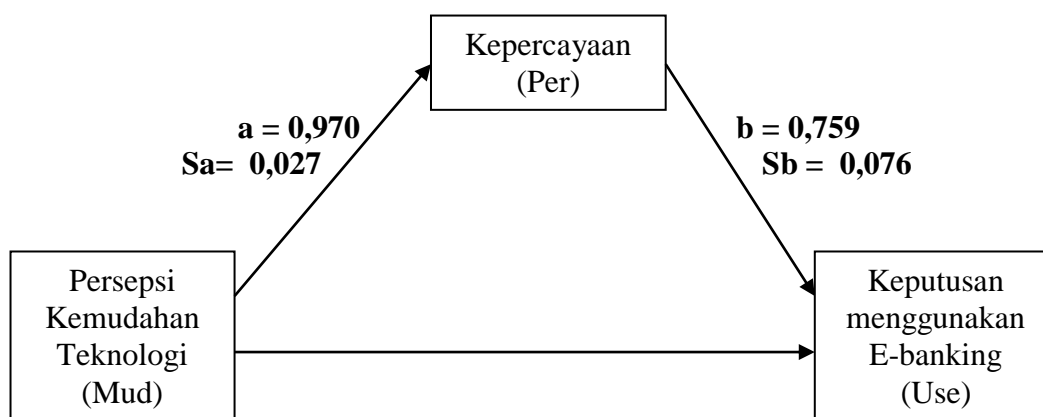 Kepercayaan
(Per)
a = 0,970
Sa= 0,027
b = 0,759
Sb = 0,076
Persepsi
Kemudahan
Teknologi
(Mud)
Keputusan
menggunakan
E-banking
(Use)